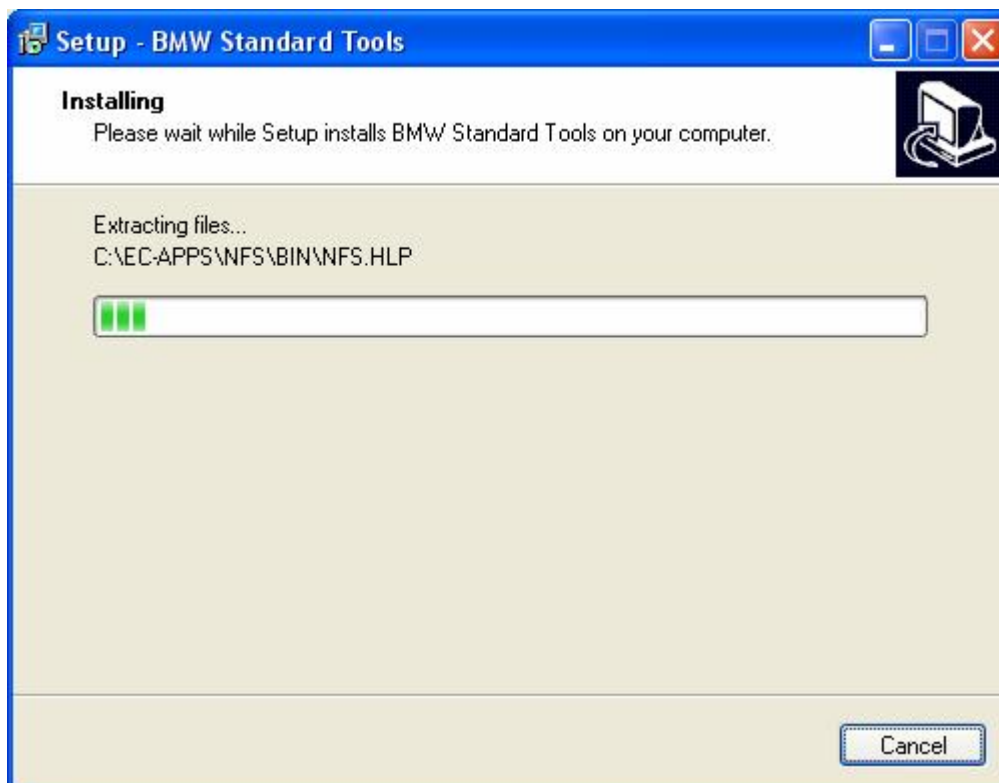 Setup - BMW Standard Tools
Installing
Please wait while Setup installs BMW Standard Tools on your computer.
Extracting files...
C:\EC-APPS\NFS\BIN\NFS.HLP
Cancel